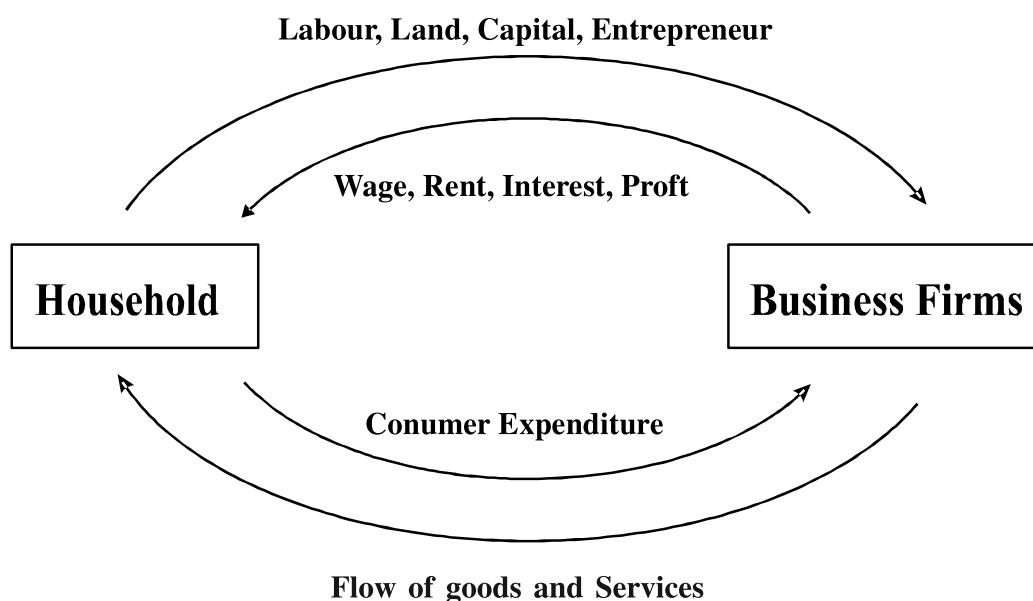 Labour, Land, Capital, Entrepreneur
Wage, Rent, Interest, Proft
Household
Business Firms
Conumer Expenditure
Flow of goods and Services